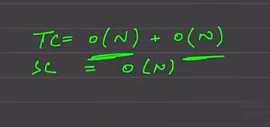 TC= O(N) + O(N)
SC = O(N)